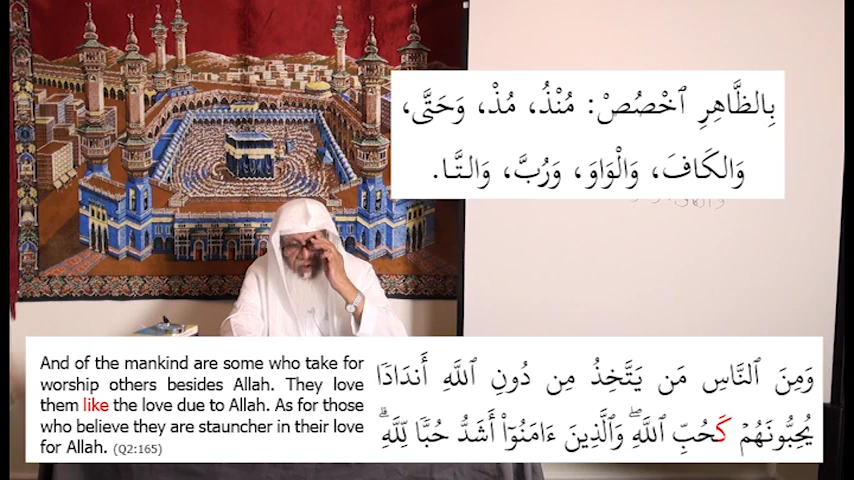 بِالظَّاهِرِ ٱخْصُصْ: مُنْذُ، مُذْ، وَحَتَّى،
وَالكَافَ، وَالْوَاوَ، وَرُبَّ، وَالتَّا.
And of the mankind are some who take for
worship others besides Allah. They love
them like the love due to Allah. As for those
who believe they are stauncher in their love
for Allah. (Q2:165)
وَمِنَ ٱلنَّاسِ مَن يَتَّخِذُ مِن دُونِ ٱللَّهِ أَندَادًا
يُحِبُّونَهُمْ كَحُبِّ ٱللَّهِۖ وَٱلَّذِينَ ءَامَنُوٓا۟ أَشَدُّ حُبًّا لِّلَّهِۗ